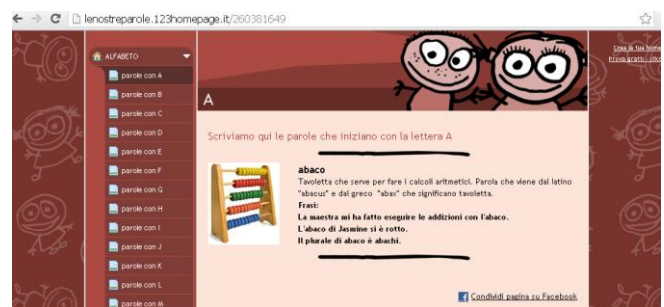 lenostreparole.123homepage.it/260381649
ALFABETO
parole con A
parole con B
parole con C
parole con D
parole con E
parole con F
parole con G
parole con H
parole con I
parole con J
parole con K
parole con L
parole con M
A
Scriviamo qui le parole che iniziano con la lettera A
abaco
Tavoletta che serve per fare i calcoli aritmetici. Parola che viene dal latino
"abacus" e dal greco "abax" che significano tavoletta.
Frasi:
La maestra mi ha fatto eseguire le addizioni con l'abaco.
L'abaco di Jasmine si è rotto.
Il plurale di abaco è abachi.
Condividi pagina su Facebook
Crea la tua home
Prova gratis - clicc